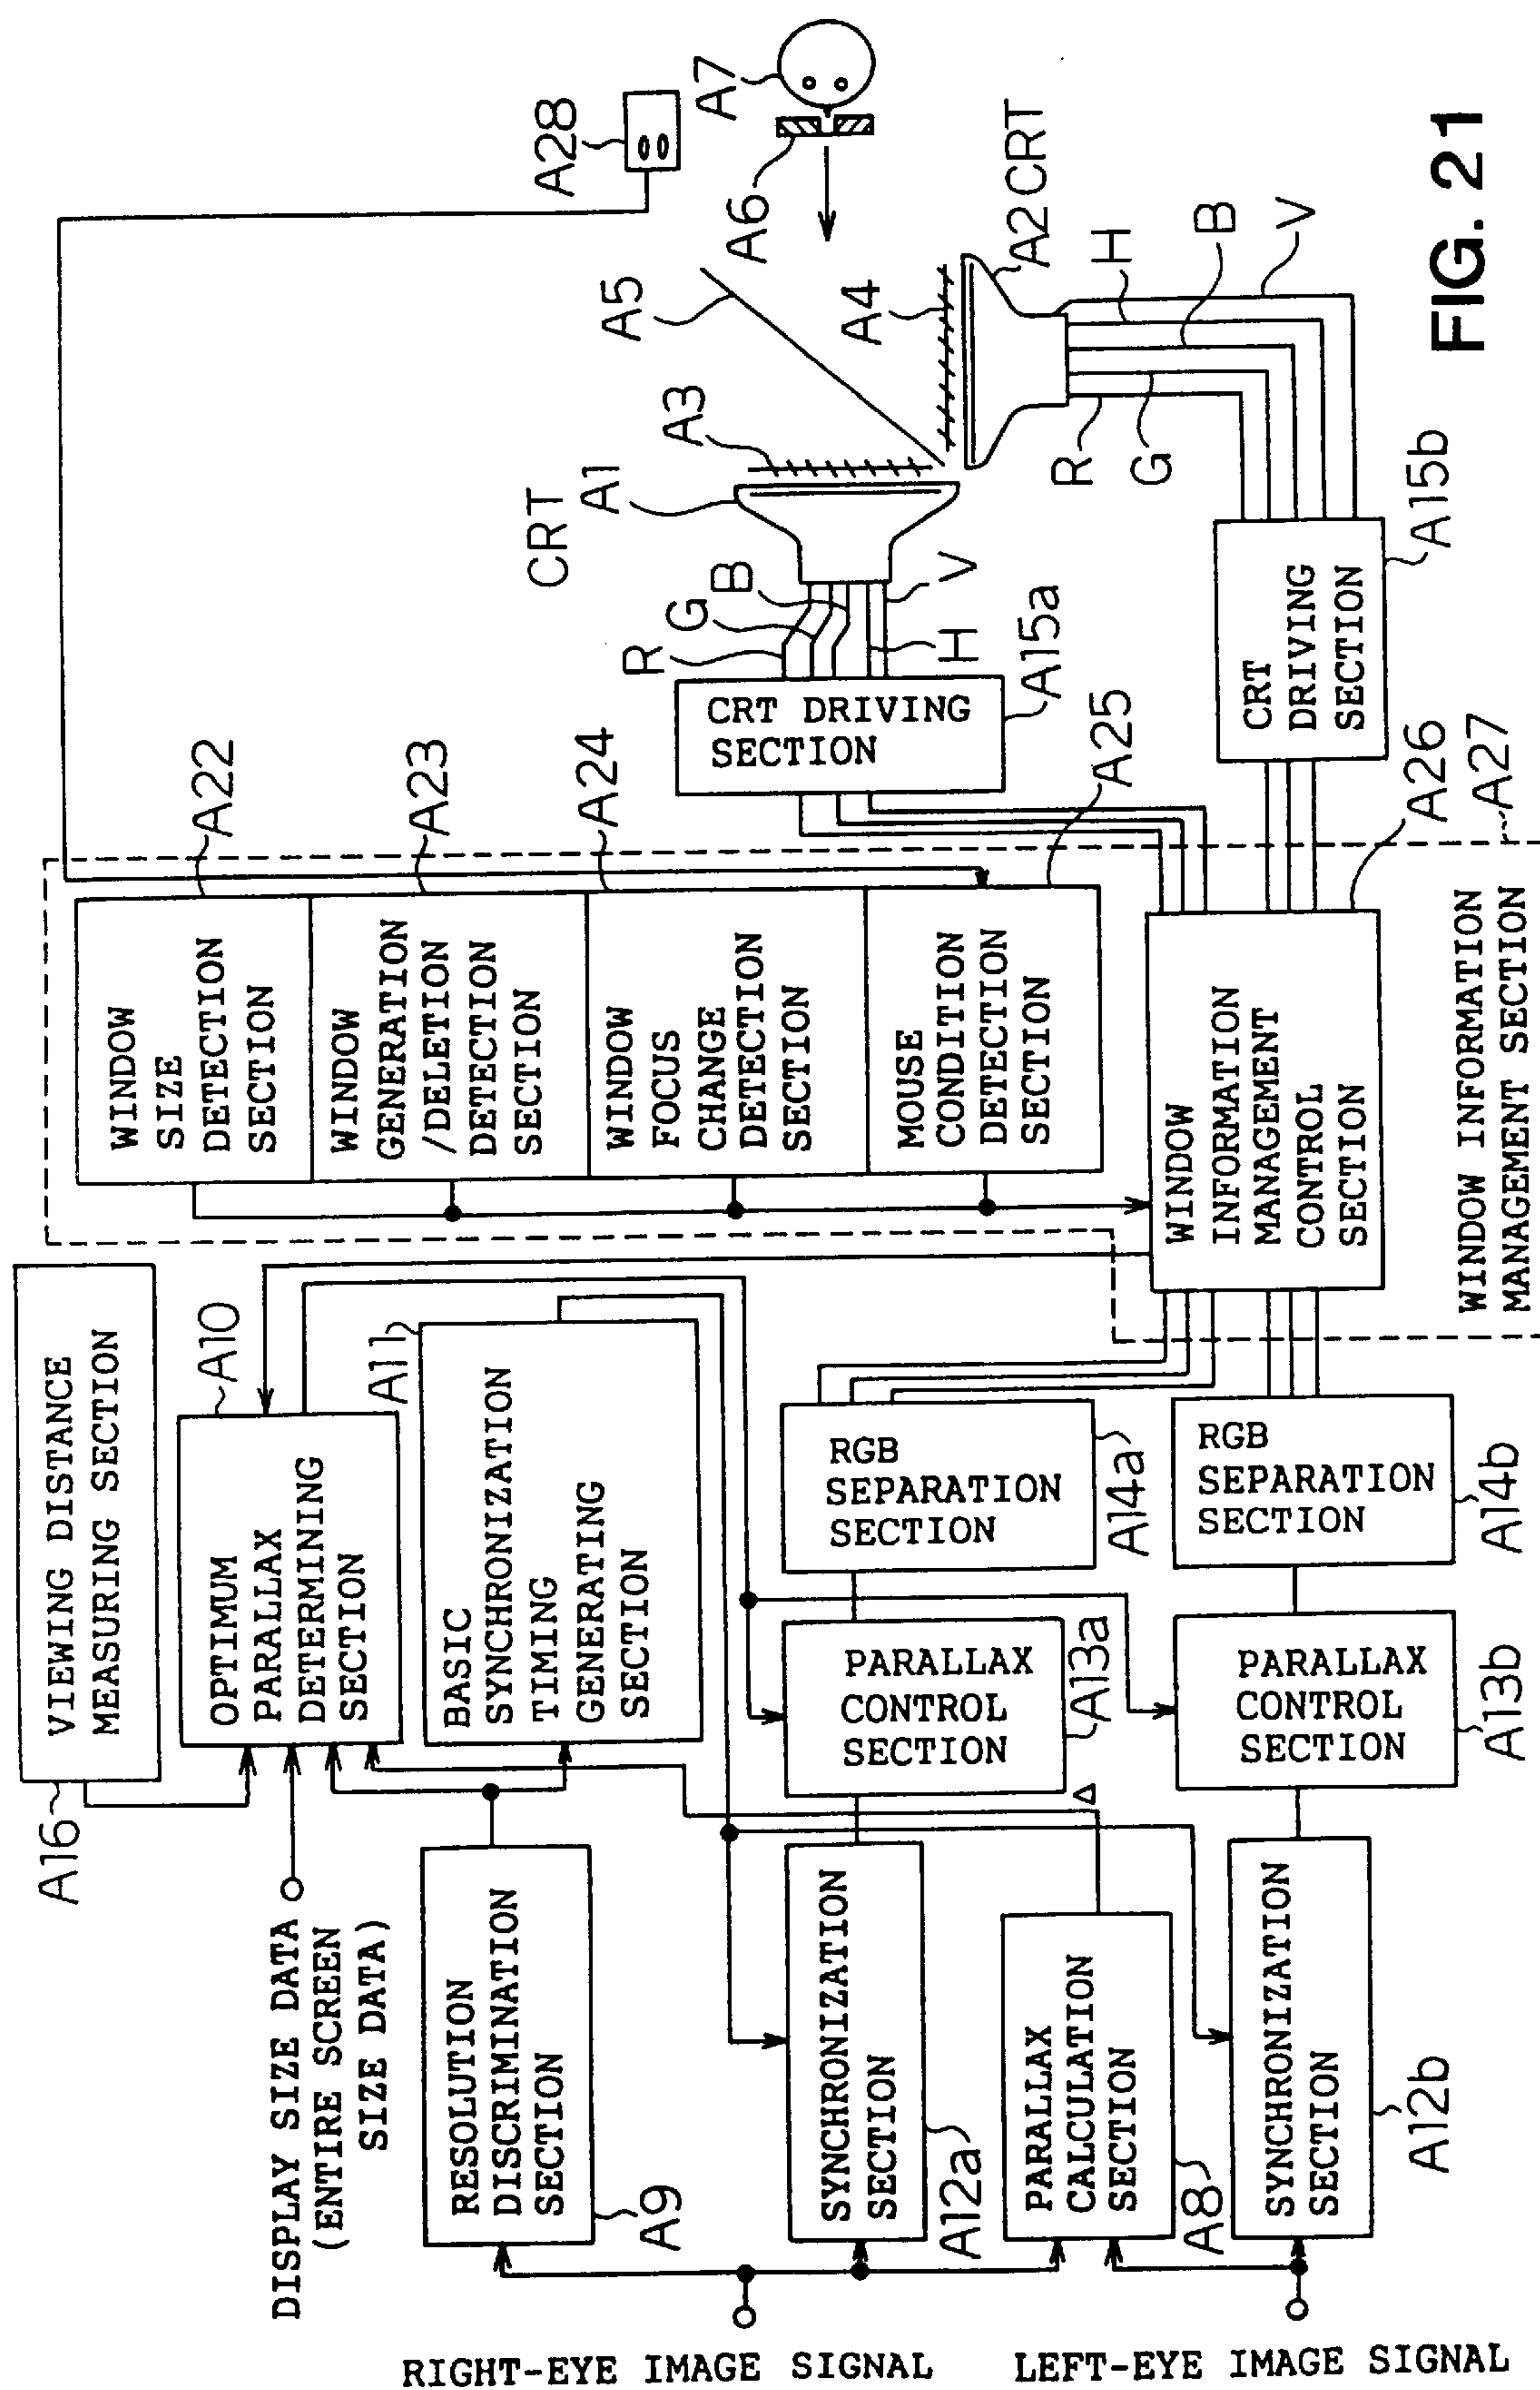 VIEWING DISTANCE
MEASURING SECTION
A16
DISPLAY SIZE DATA
(ENTIRE SCREEN
SIZE DATA)
OPTIMUM
PARALLAX
DETERMINING
SECTION
A10
RESOLUTION
DISCRIMINATION
SECTION
A9
BASIC
SYNCHRONIZATION
TIMING
GENERATING
SECTION
A11
RIGHT-EYE IMAGE SIGNAL
SYNCHRONIZATION
SECTION
A12a
PARALLAX
CONTROL
SECTION
A13a
RGB
SEPARATION
SECTION
A14a
PARALLAX
CALCULATION
SECTION
A8
Δ
LEFT-EYE IMAGE SIGNAL
SYNCHRONIZATION
SECTION
A12b
PARALLAX
CONTROL
SECTION
A13b
RGB
SEPARATION
SECTION
A14b
WINDOW
SIZE
DETECTION
SECTION
A22
WINDOW
GENERATION
/DELETION
DETECTION
SECTION
A23
WINDOW
FOCUS
CHANGE
DETECTION
SECTION
A24
MOUSE
CONDITION
DETECTION
SECTION
A25
WINDOW
INFORMATION
MANAGEMENT
CONTROL
SECTION
A26
WINDOW INFORMATION
MANAGEMENT SECTION
A27
CRT DRIVING
SECTION
A15a
R
G
B
H
V
CRT
A1
A3
A5
A28
A6
A7
A4
A2 CRT
CRT
DRIVING
SECTION
A15b
R
G
H
B
V
FIG. 21